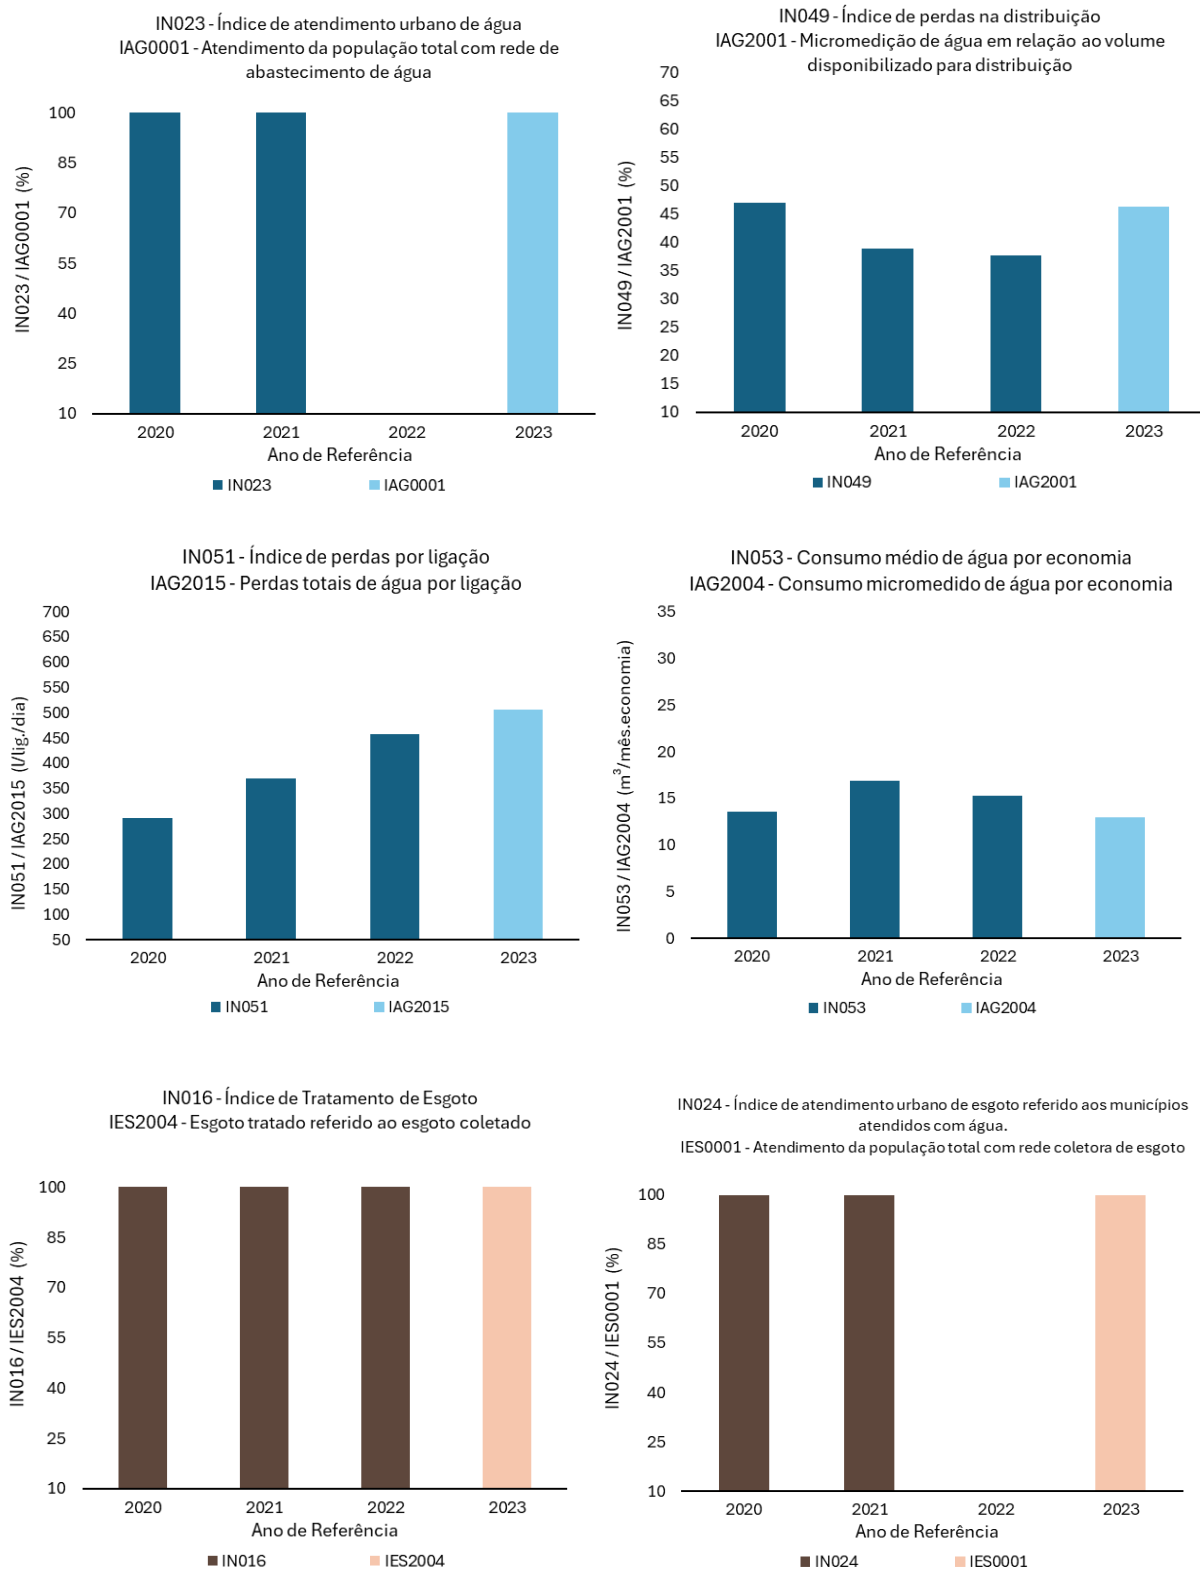 IN023 - Índice de atendimento urbano de água
IAG0001 - Atendimento da população total com rede de
abastecimento de água
IN023 / IAG0001 (%)
100
85
70
55
40
25
10
2020 2021 2022 2023
Ano de Referência
IN023 IAG0001
IN049 - Índice de perdas na distribuição
IAG2001 - Micromedição de água em relação ao volume
disponibilizado para distribuição
IN049 / IAG2001 (%)
70
65
60
55
50
45
40
35
30
25
20
15
10
2020 2021 2022 2023
Ano de Referência
IN049 IAG2001
IN051 - Índice de perdas por ligação
IAG2015 - Perdas totais de água por ligação
IN051 / IAG2015 (l/lig./dia)
700
650
600
550
500
450
400
350
300
250
200
150
100
50
2020 2021 2022 2023
Ano de Referência
IN051 IAG2015
IN053 - Consumo médio de água por economia
IAG2004 - Consumo micromedido de água por economia
IN053 / IAG2004 (m³/mês.economia)
35
30
25
20
15
10
5
0
2020 2021 2022 2023
Ano de Referência
IN053 IAG2004
IN016 - Índice de Tratamento de Esgoto
IES2004 - Esgoto tratado referido ao esgoto coletado
IN016 / IES2004 (%)
100
85
70
55
40
25
10
2020 2021 2022 2023
Ano de Referência
IN016 IES2004
IN024 - Índice de atendimento urbano de esgoto referido aos municípios
atendidos com água.
IES0001 - Atendimento da população total com rede coletora de esgoto
IN024 / IES0001 (%)
100
85
70
55
40
25
10
2020 2021 2022 2023
Ano de Referência
IN024 IES0001